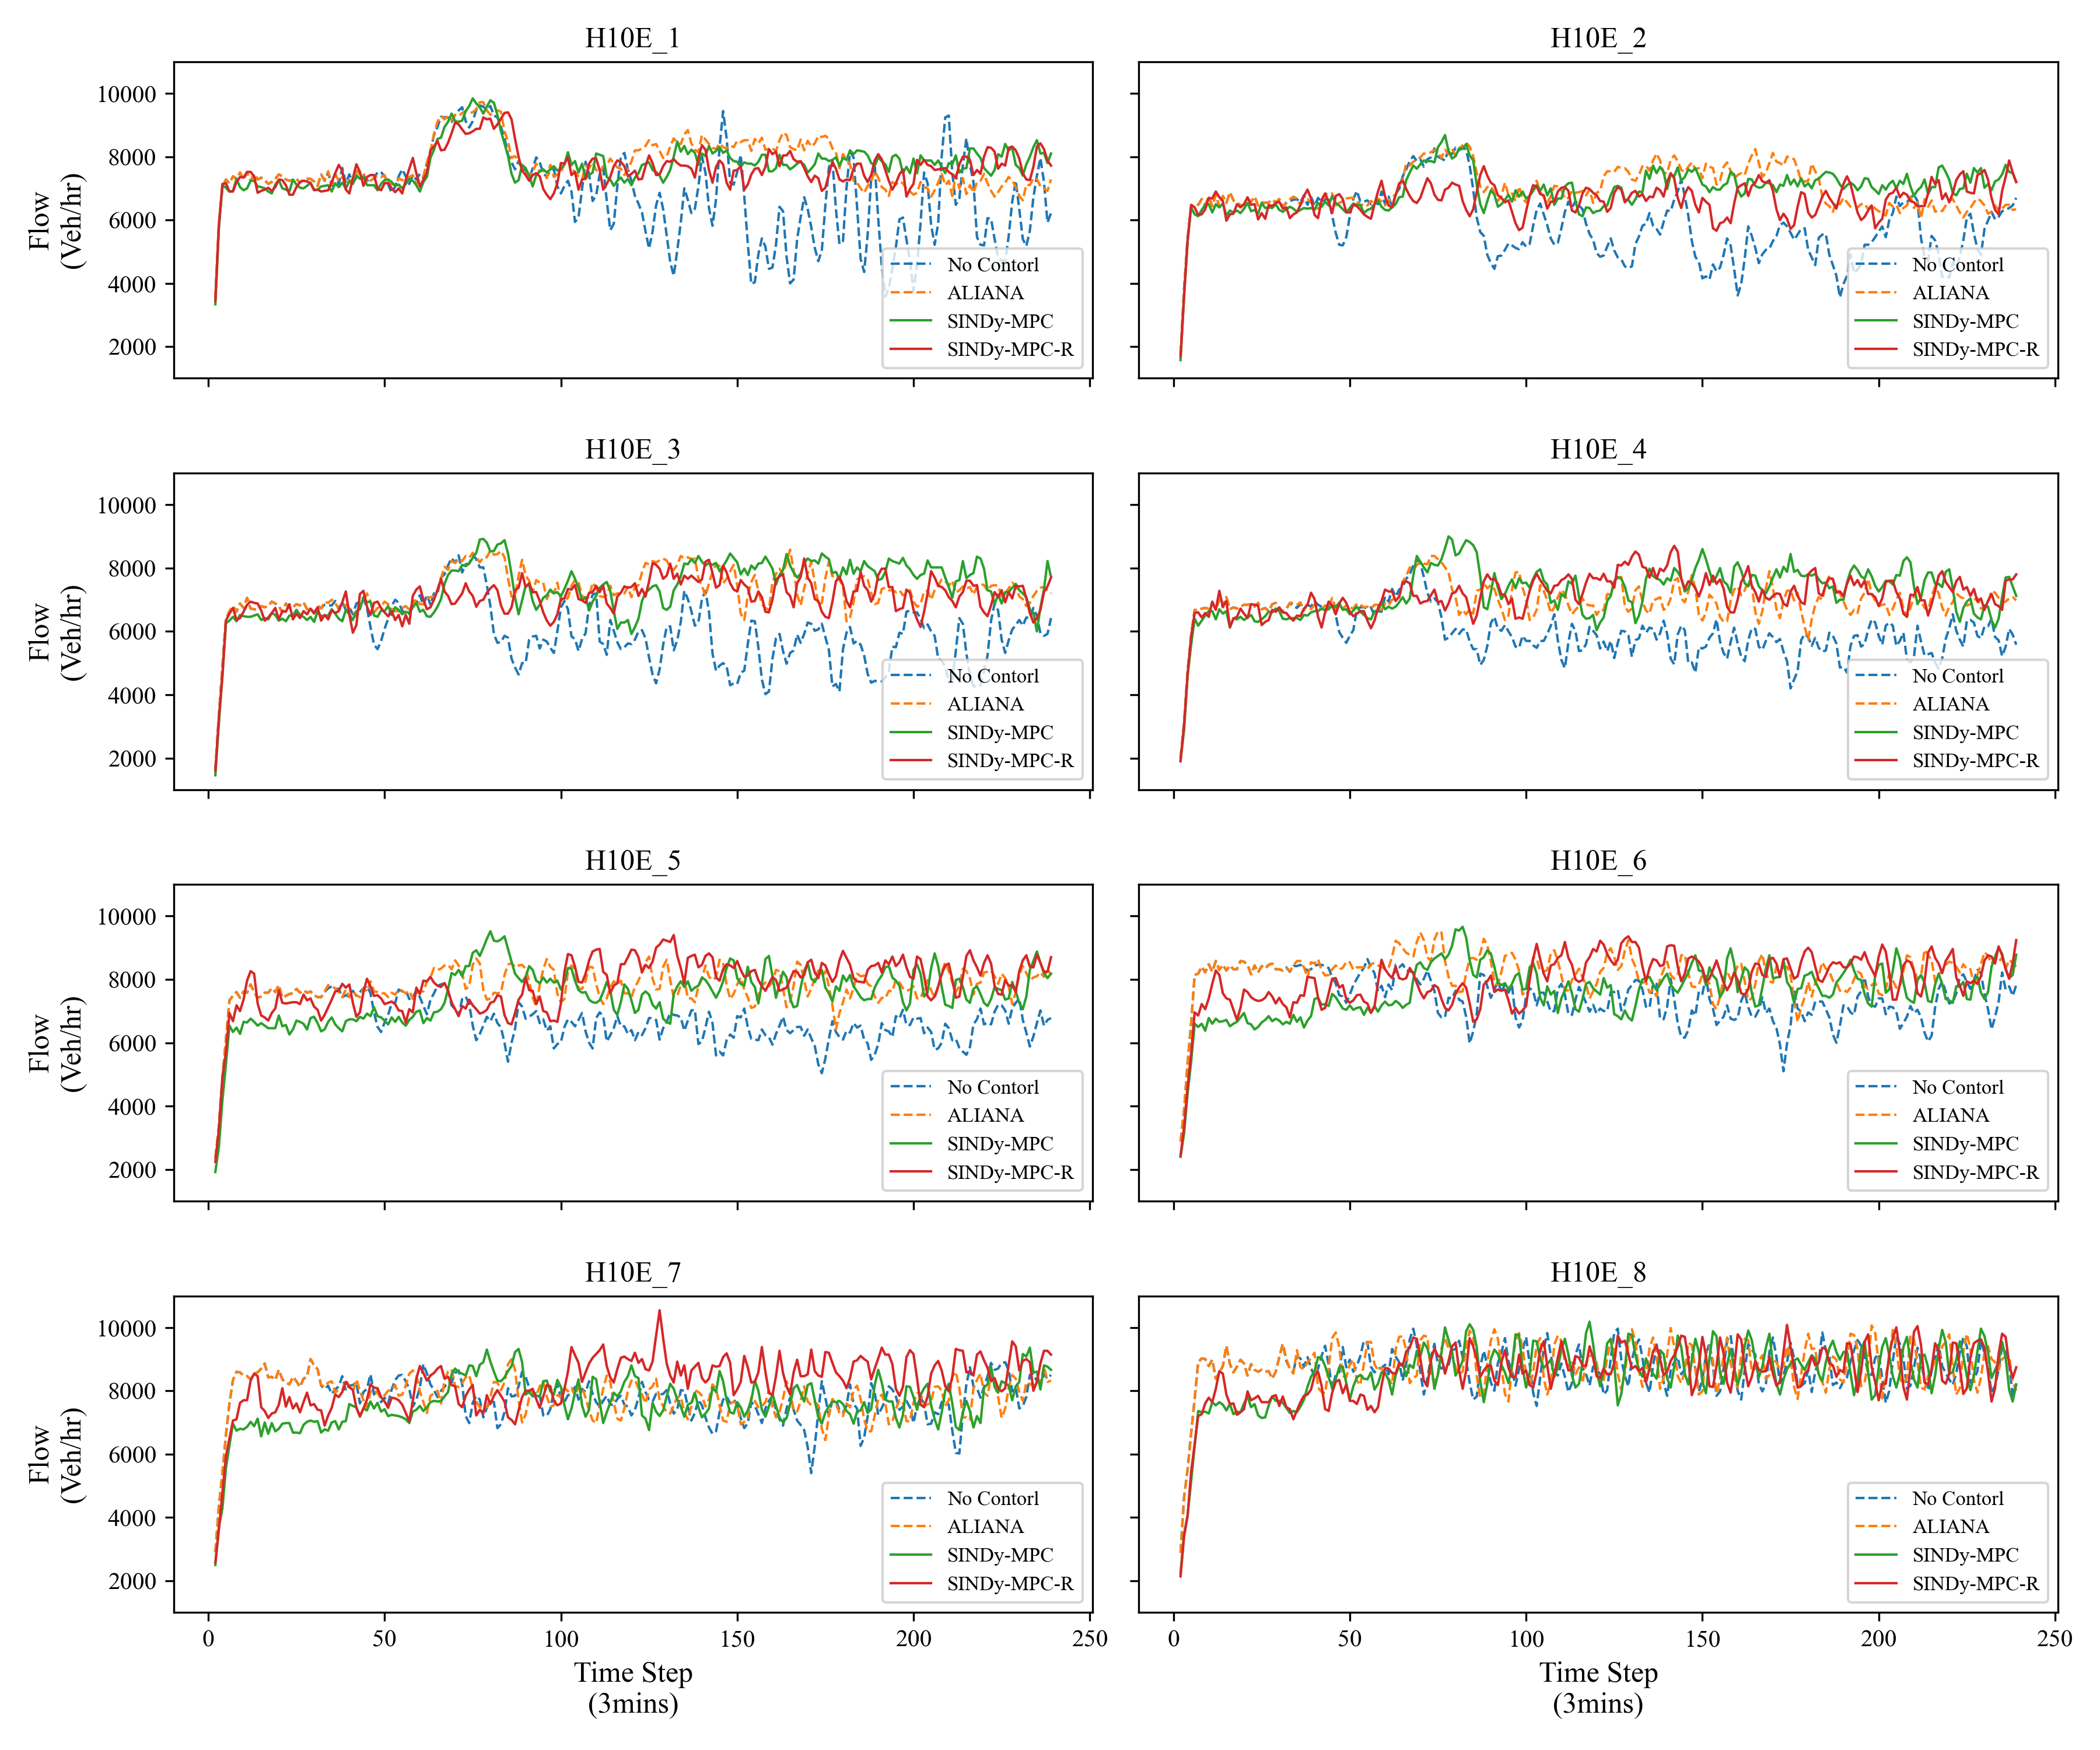 H10E_1
10000
8000
6000
4000
2000
Flow
(Veh/hr)
No Contorl
ALIANA
SINDy-MPC
SINDy-MPC-R
H10E_2
No Contorl
ALIANA
SINDy-MPC
SINDy-MPC-R
H10E_3
10000
8000
6000
4000
2000
Flow
(Veh/hr)
No Contorl
ALIANA
SINDy-MPC
SINDy-MPC-R
H10E_4
No Contorl
ALIANA
SINDy-MPC
SINDy-MPC-R
H10E_5
10000
8000
6000
4000
2000
Flow
(Veh/hr)
No Contorl
ALIANA
SINDy-MPC
SINDy-MPC-R
H10E_6
No Contorl
ALIANA
SINDy-MPC
SINDy-MPC-R
H10E_7
10000
8000
6000
4000
2000
Flow
(Veh/hr)
No Contorl
ALIANA
SINDy-MPC
SINDy-MPC-R
0 50 100 150 200 250
Time Step
(3mins)
H10E_8
No Contorl
ALIANA
SINDy-MPC
SINDy-MPC-R
0 50 100 150 200 250
Time Step
(3mins)